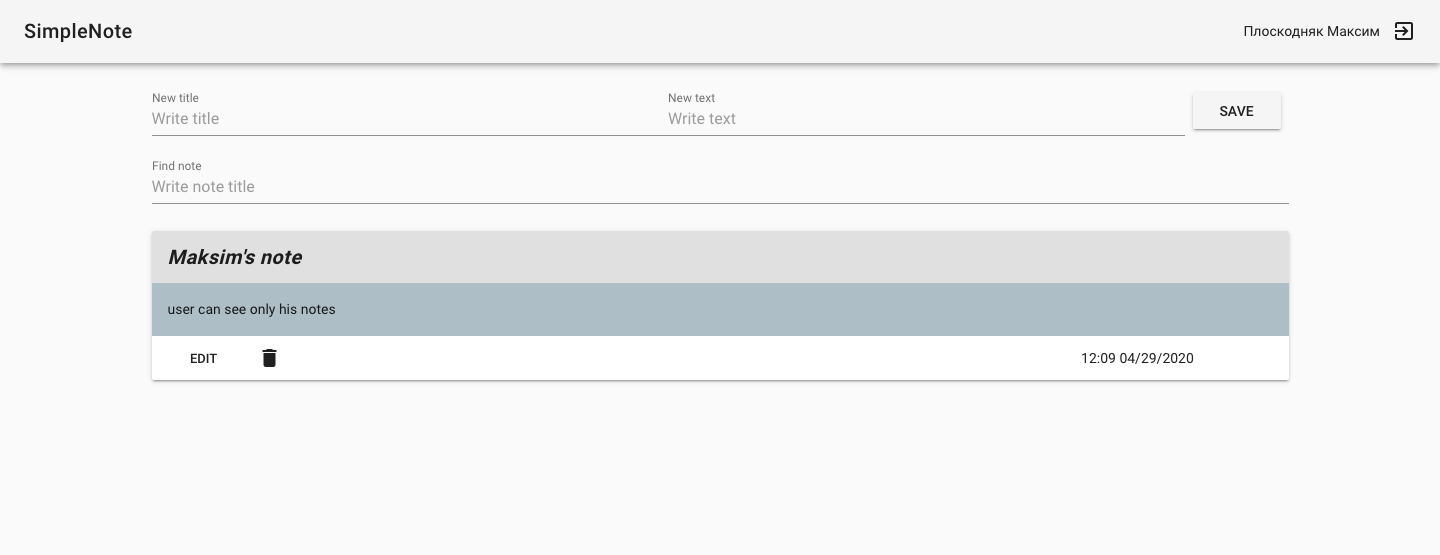 SimpleNote
Плоскодняк Максим
New title
New text
Write title
Write text
SAVE
Find note
Write note title
Maksim's note
user can see only his notes
EDIT
12:09 04/29/2020